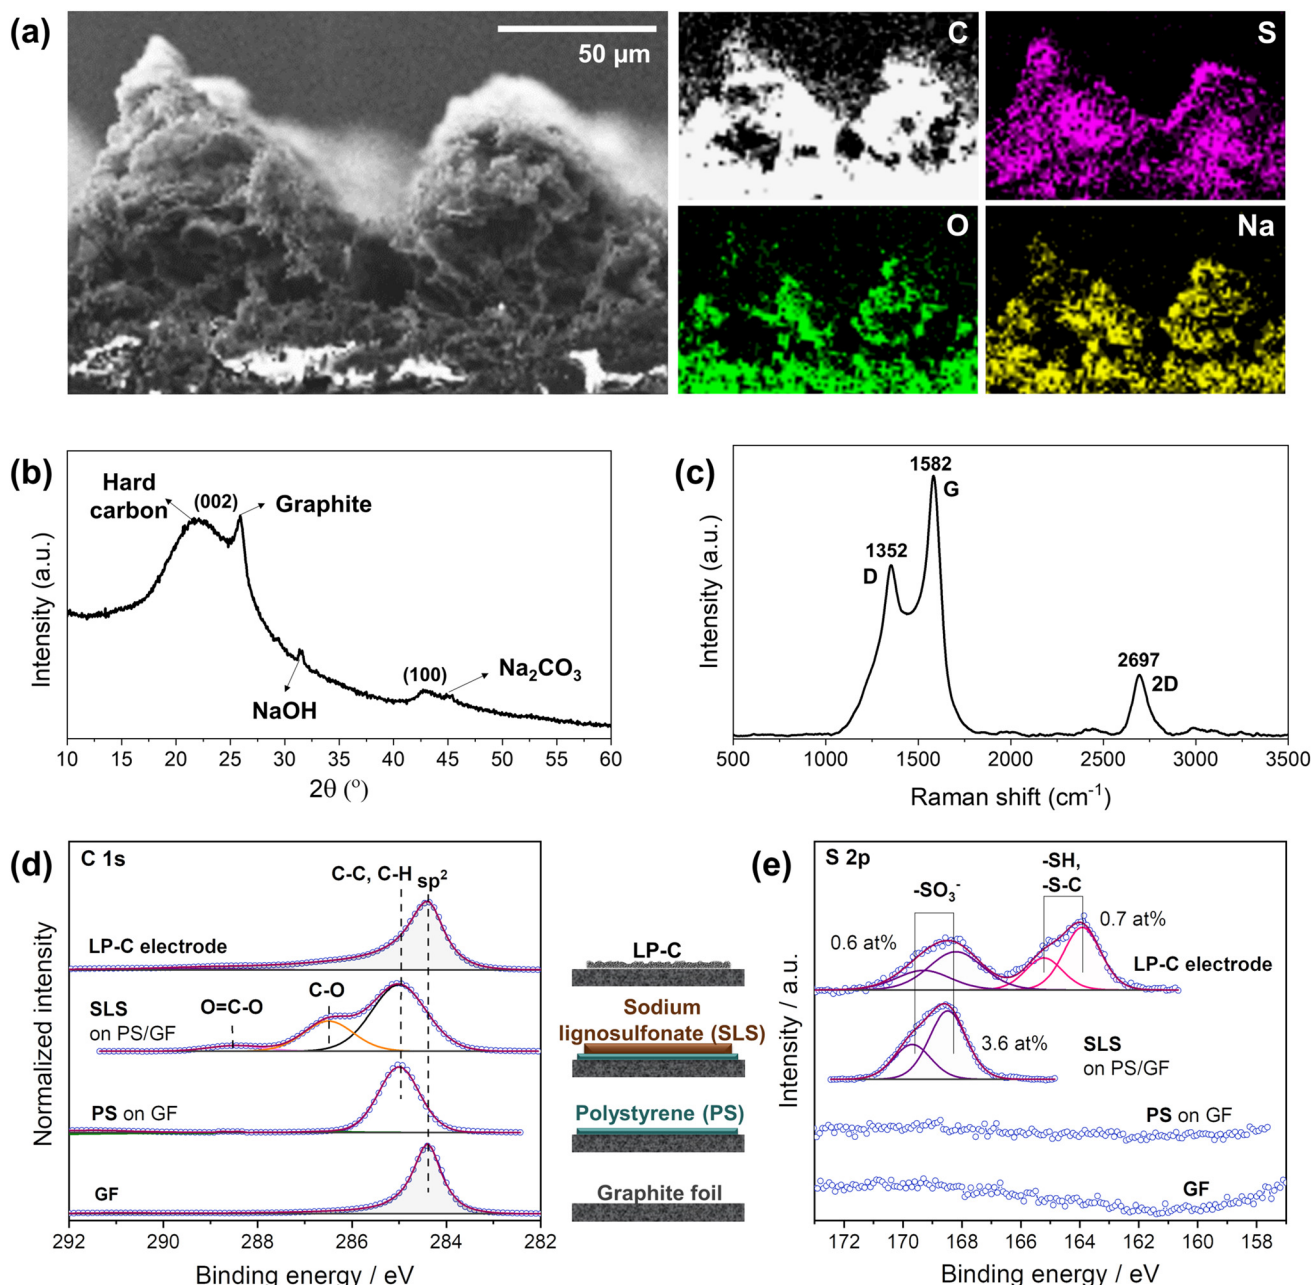 (a)
50 µm
C
S
O
Na
(b)
Hard
carbon
(002)
Graphite
NaOH
(100)
Na₂CO₃
Intensity (a.u.)
10 15 20 25 30 35 40 45 50 55 60
2θ (°)
(c)
1582
G
1352
D
2697
2D
Intensity (a.u.)
500 1000 1500 2000 2500 3000 3500
Raman shift (cm⁻¹)
(d)
C 1s
C-C, C-H
sp²
LP-C electrode
O=C-O
C-O
SLS
on PS/GF
PS on GF
GF
Normalized intensity
292 290 288 286 284 282
Binding energy / eV
LP-C
Sodium
lignosulfonate (SLS)
Polystyrene (PS)
Graphite foil
(e)
S 2p
-SH,
-S-C
-SO₃⁻
0.7 at%
0.6 at%
LP-C electrode
3.6 at%
SLS
on PS/GF
PS on GF
GF
Intensity / a.u.
172 170 168 166 164 162 160 158
Binding energy / eV